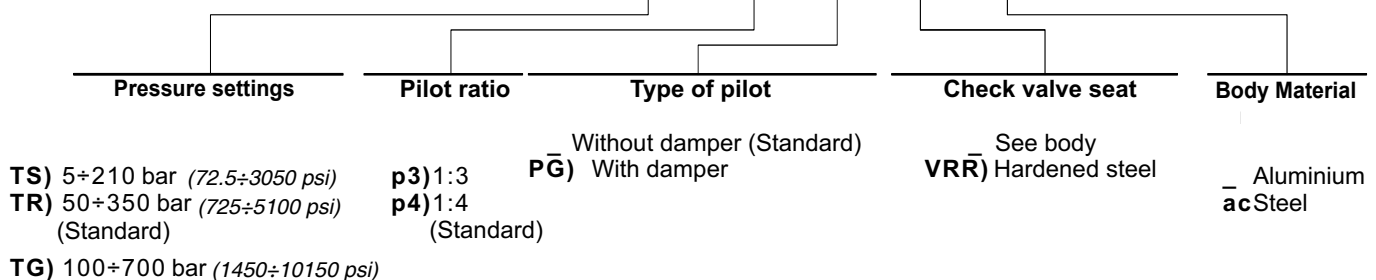 Pressure settings
Pilot ratio
Type of pilot
Check valve seat
Body Material
TS) 5÷210 bar (72.5÷3050 psi)
TR) 50÷350 bar (725÷5100 psi)
(Standard)
TG) 100÷700 bar (1450÷10150 psi)
p3)1:3
p4)1:4
(Standard)
_ Without damper (Standard)
PG) With damper
_ See body
VRR) Hardened steel
_ Aluminium
ac Steel